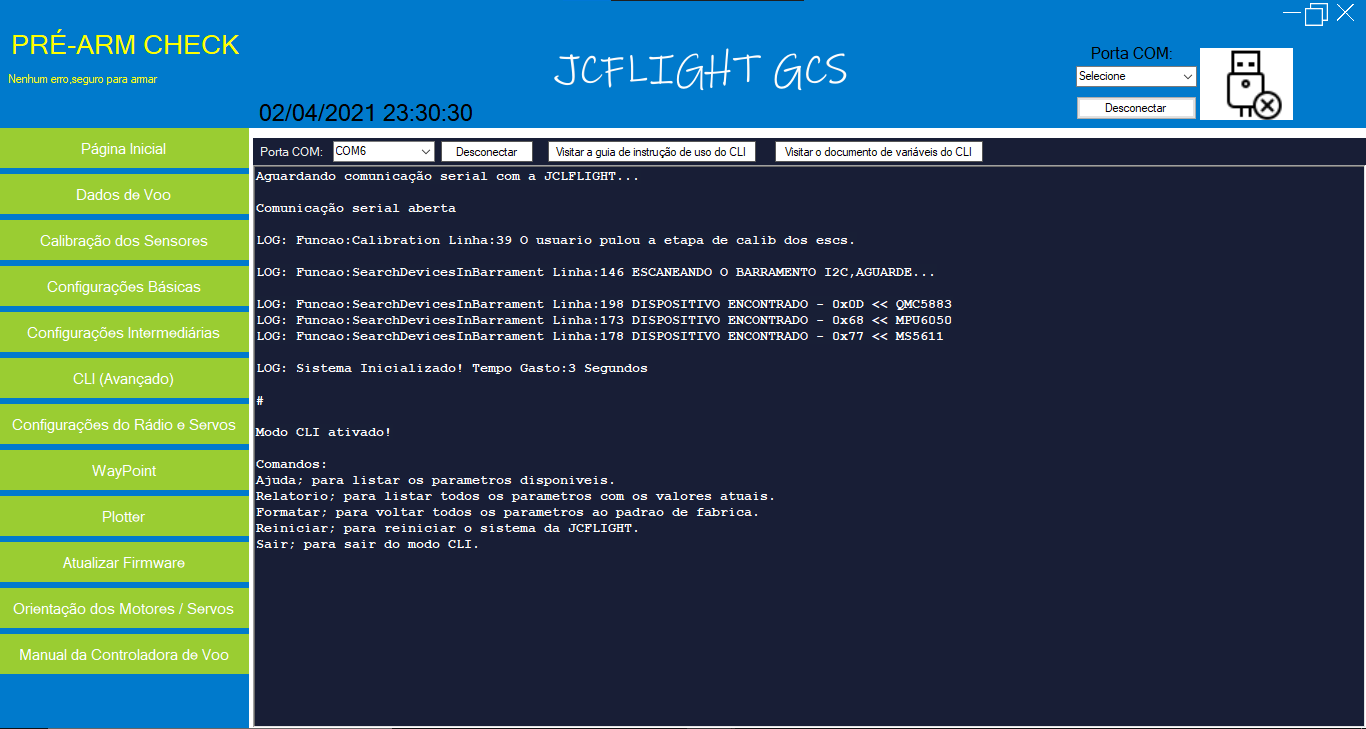 PRÉ-ARM CHECK
Nenhum erro,seguro para armar
JCFLIGHT GCS
02/04/2021 23:30:30
Porta COM:
Selecione
Desconectar
Página Inicial
Dados de Voo
Calibração dos Sensores
Configurações Básicas
Configurações Intermediárias
CLI (Avançado)
Configurações do Rádio e Servos
WayPoint
Plotter
Atualizar Firmware
Orientação dos Motores / Servos
Manual da Controladora de Voo
Porta COM: COM6 Desconectar Visitar a guia de instrução de uso do CLI Visitar o documento de variáveis do CLI
Aguardando comunicação serial com a JCLFLIGHT...
Comunicação serial aberta
LOG: Funcao:Calibration Linha:39 O usuario pulou a etapa de calib dos escs.
LOG: Funcao:SearchDevicesInBarrament Linha:146 ESCANEANDO O BARRAMENTO I2C,AGUARDE...
LOG: Funcao:SearchDevicesInBarrament Linha:198 DISPOSITIVO ENCONTRADO - 0x0D << QMC5883
LOG: Funcao:SearchDevicesInBarrament Linha:173 DISPOSITIVO ENCONTRADO - 0x68 << MPU6050
LOG: Funcao:SearchDevicesInBarrament Linha:178 DISPOSITIVO ENCONTRADO - 0x77 << MS5611
LOG: Sistema Inicializado! Tempo Gasto:3 Segundos
#
Modo CLI ativado!
Comandos:
Ajuda; para listar os parametros disponiveis.
Relatorio; para listar todos os parametros com os valores atuais.
Formatar; para voltar todos os parametros ao padrao de fabrica.
Reiniciar; para reiniciar o sistema da JCFLIGHT.
Sair; para sair do modo CLI.